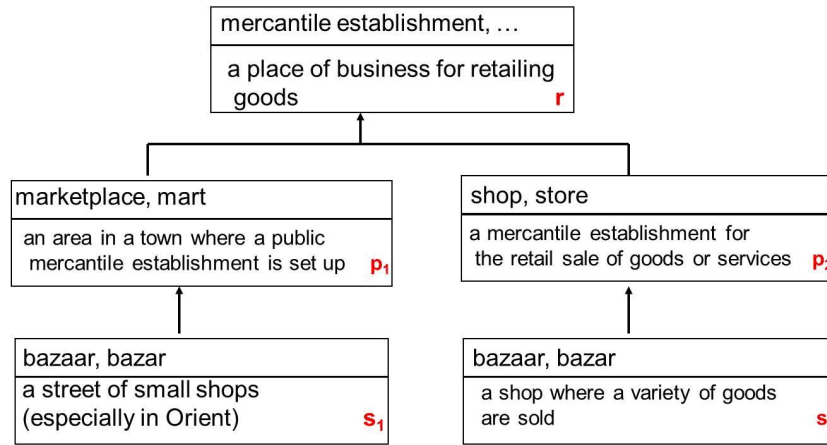 mercantile establishment, …
a place of business for retailing
goods r
marketplace, mart
an area in a town where a public
mercantile establishment is set up p₁
shop, store
a mercantile establishment for
the retail sale of goods or services p₂
bazaar, bazar
a street of small shops
(especially in Orient) s₁
bazaar, bazar
a shop where a variety of goods
are sold s